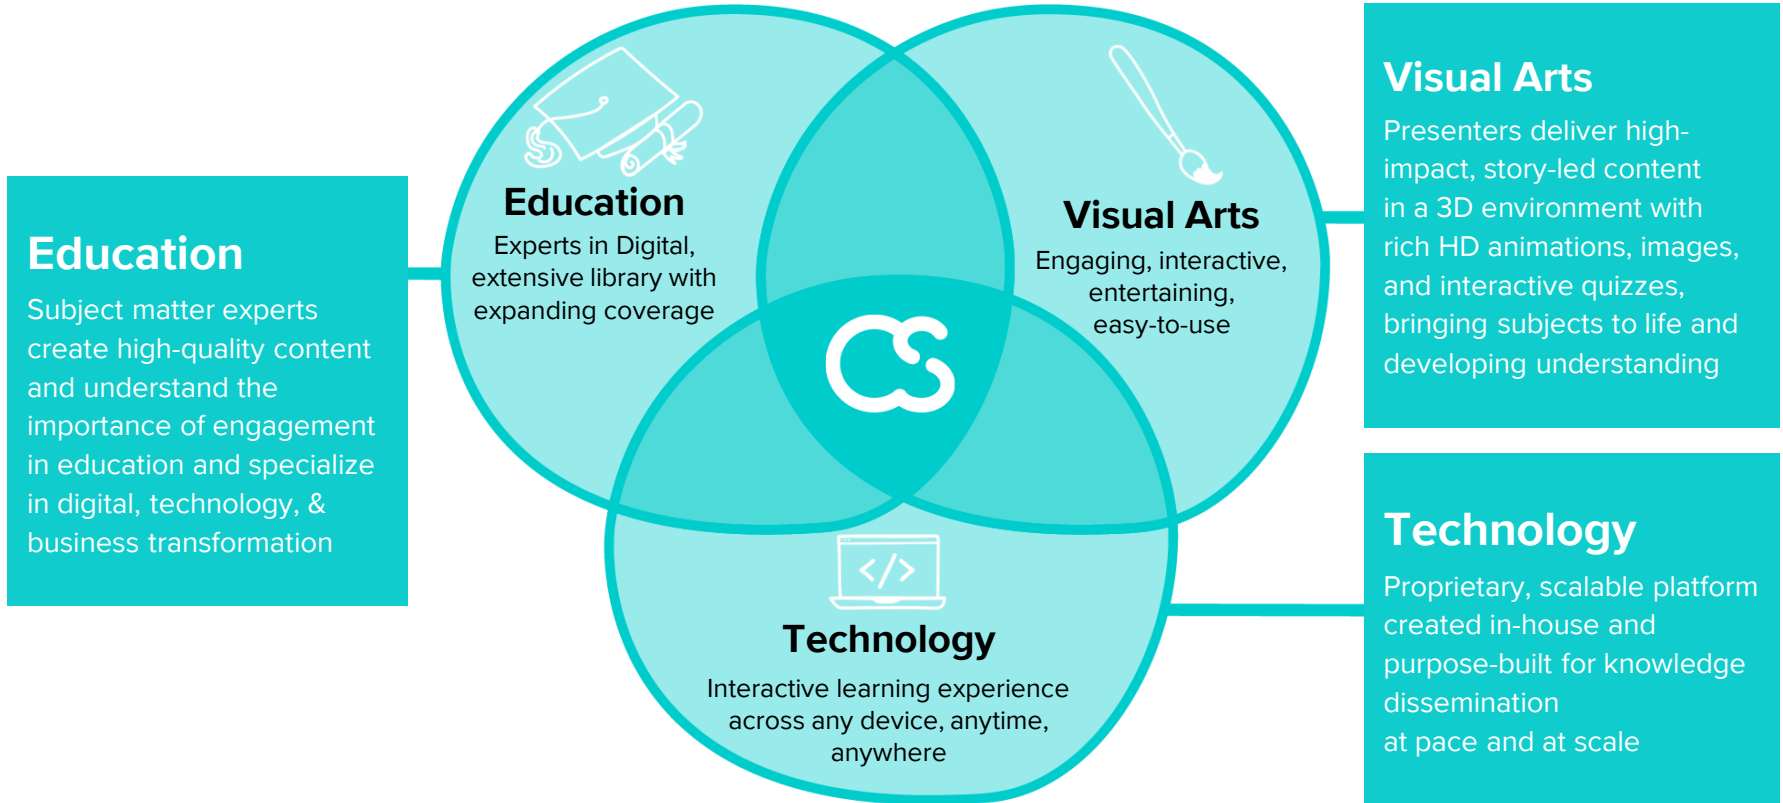 Education
Subject matter experts
create high-quality content
and understand the
importance of engagement
in education and specialize
in digital, technology, &
business transformation
Education
Experts in Digital,
extensive library with
expanding coverage
Visual Arts
Engaging, interactive,
entertaining,
easy-to-use
CS
</>
Technology
Interactive learning experience
across any device, anytime,
anywhere
Visual Arts
Presenters deliver high-
impact, story-led content
in a 3D environment with
rich HD animations, images,
and interactive quizzes,
bringing subjects to life and
developing understanding
Technology
Proprietary, scalable platform
created in-house and
purpose-built for knowledge
dissemination
at pace and at scale